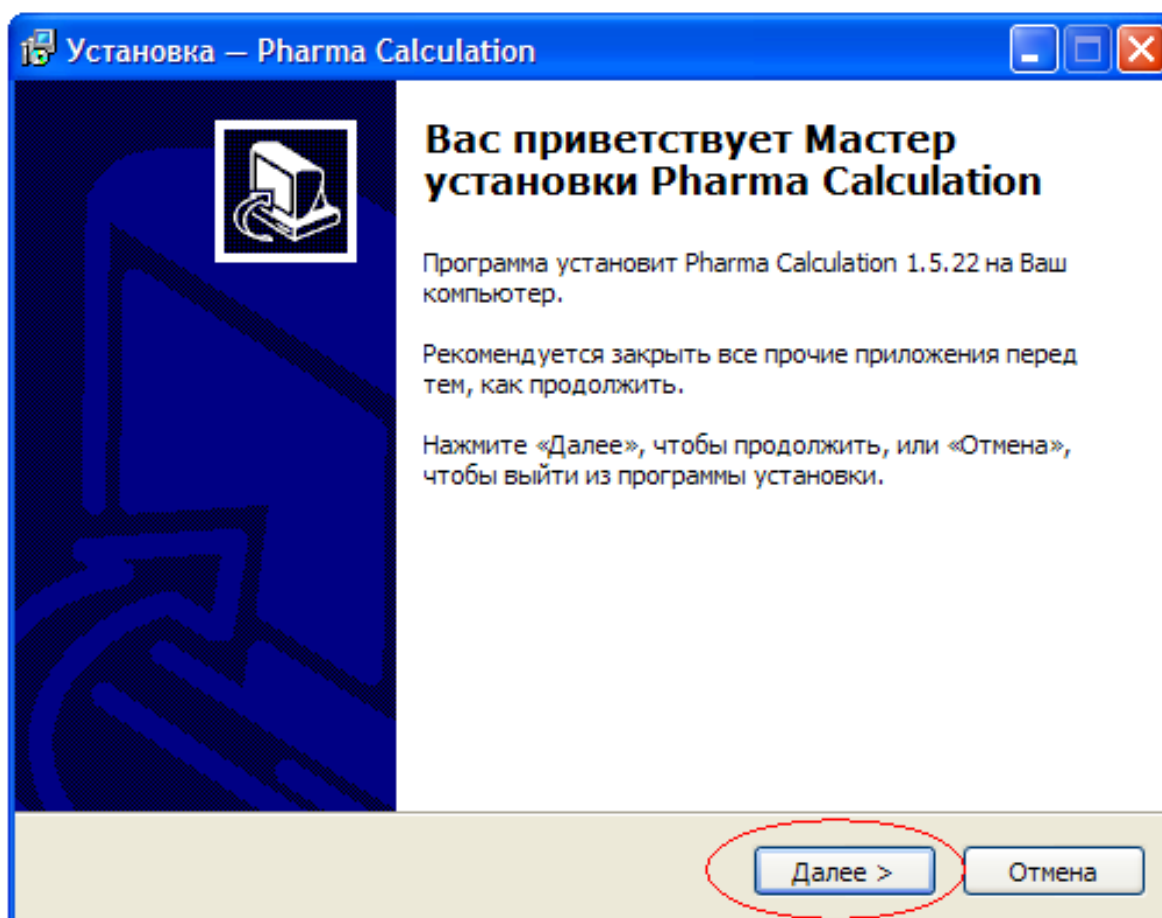 Установка — Pharma Calculation
Вас приветствует Мастер
установки Pharma Calculation
Программа установит Pharma Calculation 1.5.22 на Ваш
компьютер.
Рекомендуется закрыть все прочие приложения перед
тем, как продолжить.
Нажмите «Далее», чтобы продолжить, или «Отмена»,
чтобы выйти из программы установки.
Далее >
Отмена